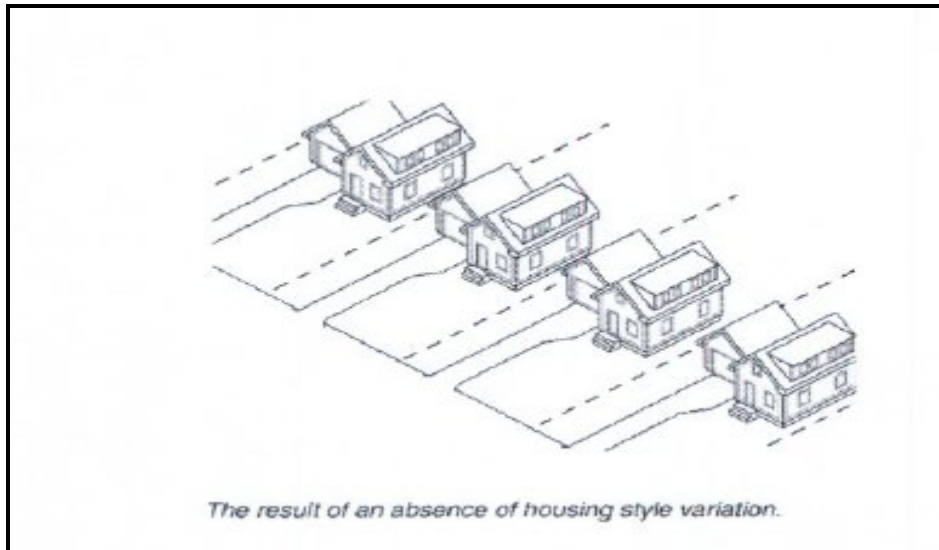 The result of an absence of housing style variation.